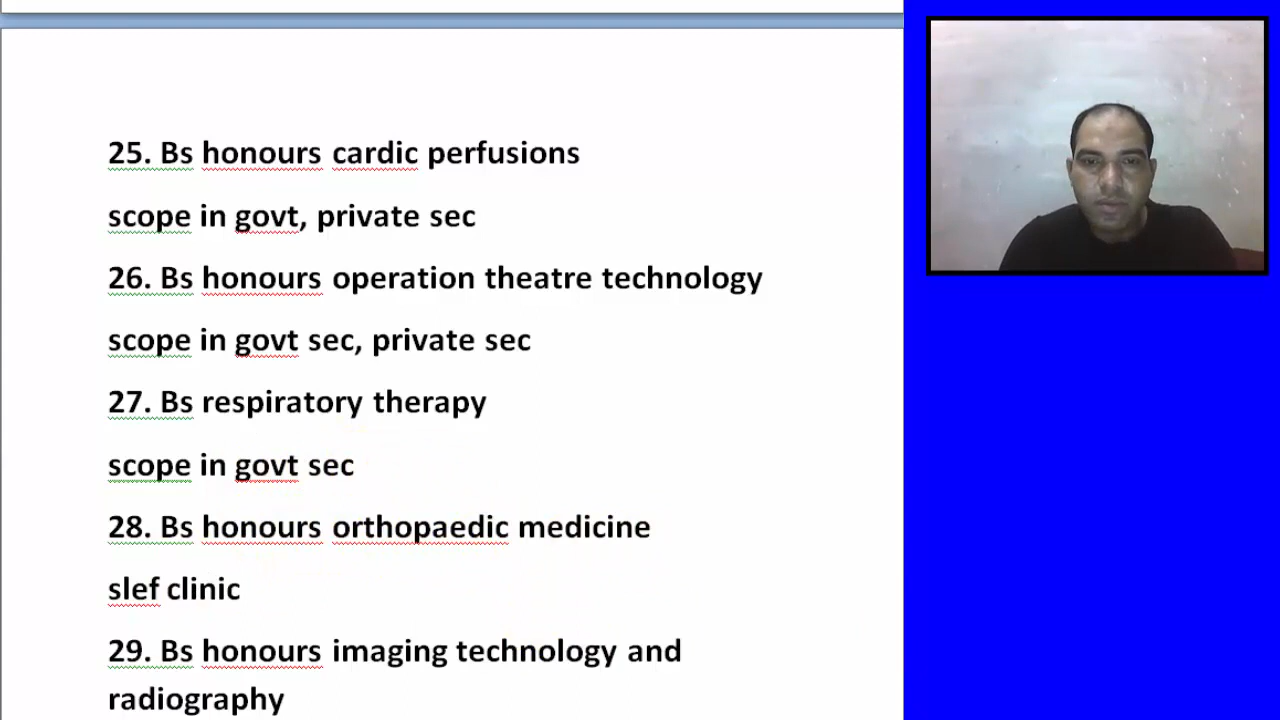 25. Bs honours cardic perfusions
scope in govt, private sec
26. Bs honours operation theatre technology
scope in govt sec, private sec
27. Bs respiratory therapy
scope in govt sec
28. Bs honours orthopaedic medicine
slef clinic
29. Bs honours imaging technology and
radiography